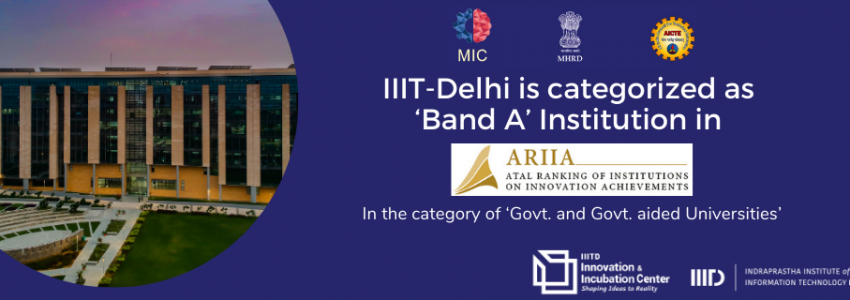 MIC
MHRD
AICTE
IIIT-Delhi is categorized as
‘Band A’ Institution in
ARIIA
ATAL RANKING OF INSTITUTIONS
ON INNOVATION ACHIEVEMENTS
In the category of ‘Govt. and Govt. aided Universities’
IIITD
Innovation &
Incubation Center
Shaping Ideas to Reality
IIITD
INDRAPRASTHA INSTITUTE of
INFORMATION TECHNOLOGY